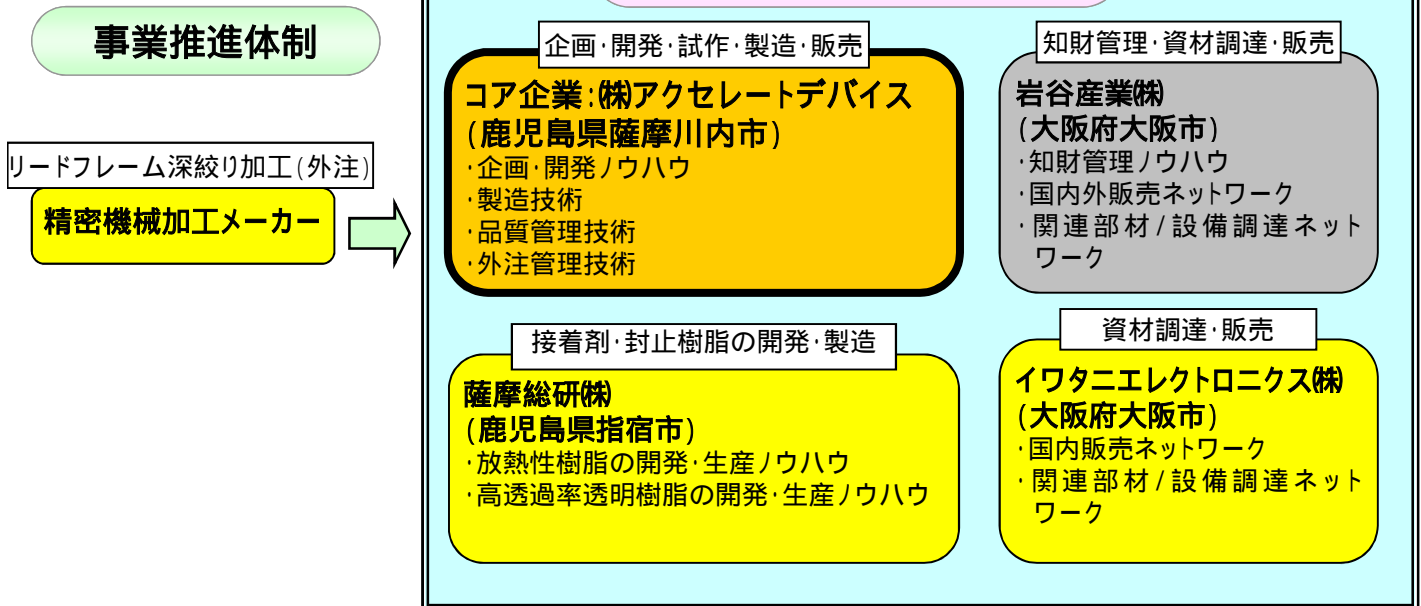 事業推進体制
リードフレーム深絞り加工(外注)
精密機械加工メーカー
企画・開発・試作・製造・販売
コア企業:㈱アクセレートデバイス
(鹿児島県薩摩川内市)
・企画・開発ノウハウ
・製造技術
・品質管理技術
・外注管理技術
知財管理・資材調達・販売
岩谷産業㈱
(大阪府大阪市)
・知財管理ノウハウ
・国内外販売ネットワーク
・関連部材/設備調達ネット
ワーク
接着剤・封止樹脂の開発・製造
薩摩総研㈱
(鹿児島県指宿市)
・放熱性樹脂の開発・生産ノウハウ
・高透過率透明樹脂の開発・生産ノウハウ
資材調達・販売
イワタニエレクトロニクス㈱
(大阪府大阪市)
・国内販売ネットワーク
・関連部材/設備調達ネット
ワーク